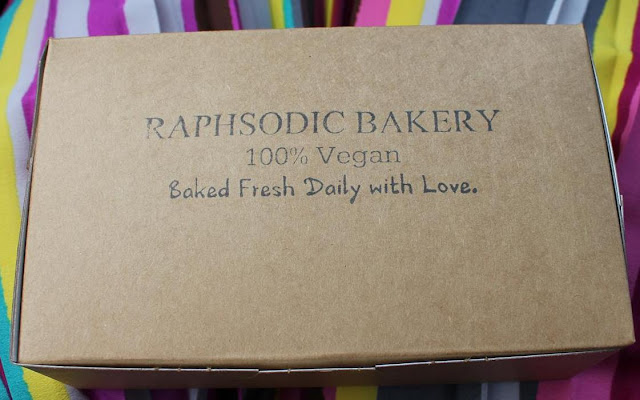 RAPHSODIC BAKERY
100% Vegan
Baked Fresh Daily with Love.